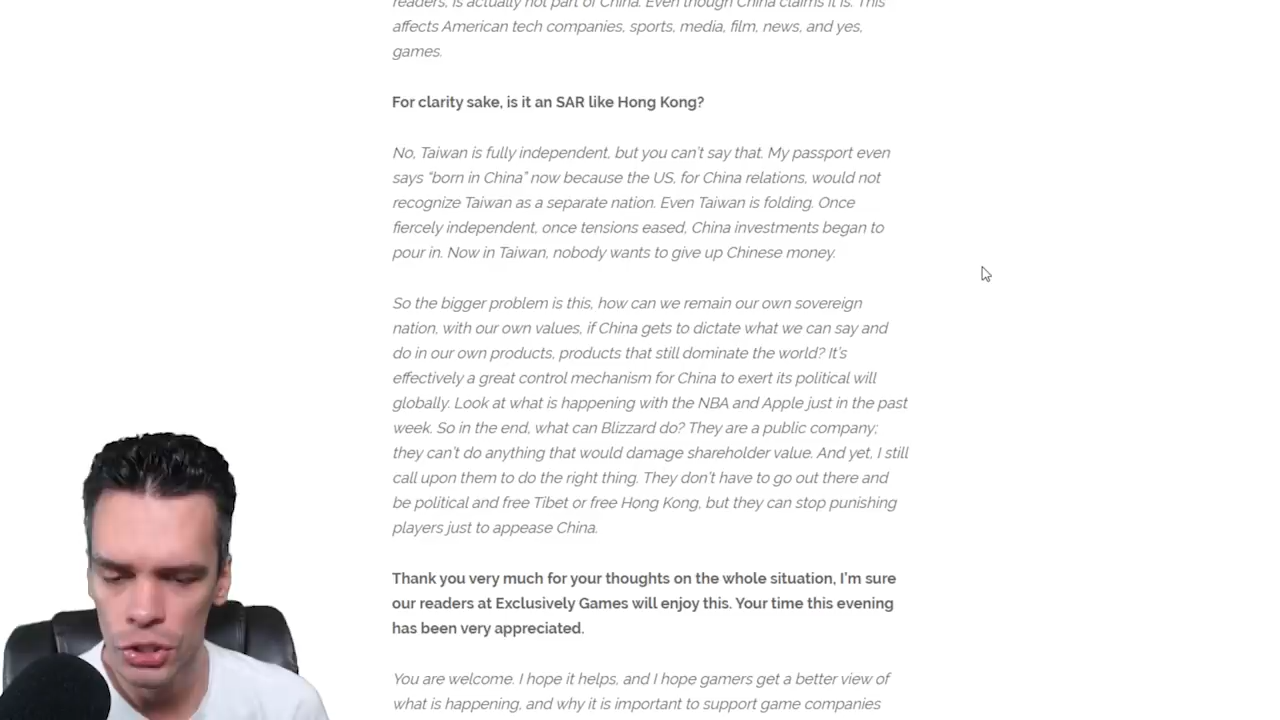 readers, is actually not part of China. Even though China claims it is. This
affects American tech companies, sports, media, film, news, and yes,
games.
For clarity sake, is it an SAR like Hong Kong?
No, Taiwan is fully independent, but you can't say that. My passport even
says “born in China” now because the US, for China relations, would not
recognize Taiwan as a separate nation. Even Taiwan is folding. Once
fiercely independent, once tensions eased, China investments began to
pour in. Now in Taiwan, nobody wants to give up Chinese money.
So the bigger problem is this, how can we remain our own sovereign
nation, with our own values, if China gets to dictate what we can say and
do in our own products, products that still dominate the world? It's
effectively a great control mechanism for China to exert its political will
globally. Look at what is happening with the NBA and Apple just in the past
week. So in the end, what can Blizzard do? They are a public company;
they can't do anything that would damage shareholder value. And yet, I still
call upon them to do the right thing. They don't have to go out there and
be political and free Tibet or free Hong Kong, but they can stop punishing
players just to appease China.
Thank you very much for your thoughts on the whole situation, I'm sure
our readers at Exclusively Games will enjoy this. Your time this evening
has been very appreciated.
You are welcome. I hope it helps, and I hope gamers get a better view of
what is happening, and why it is important to support game companies